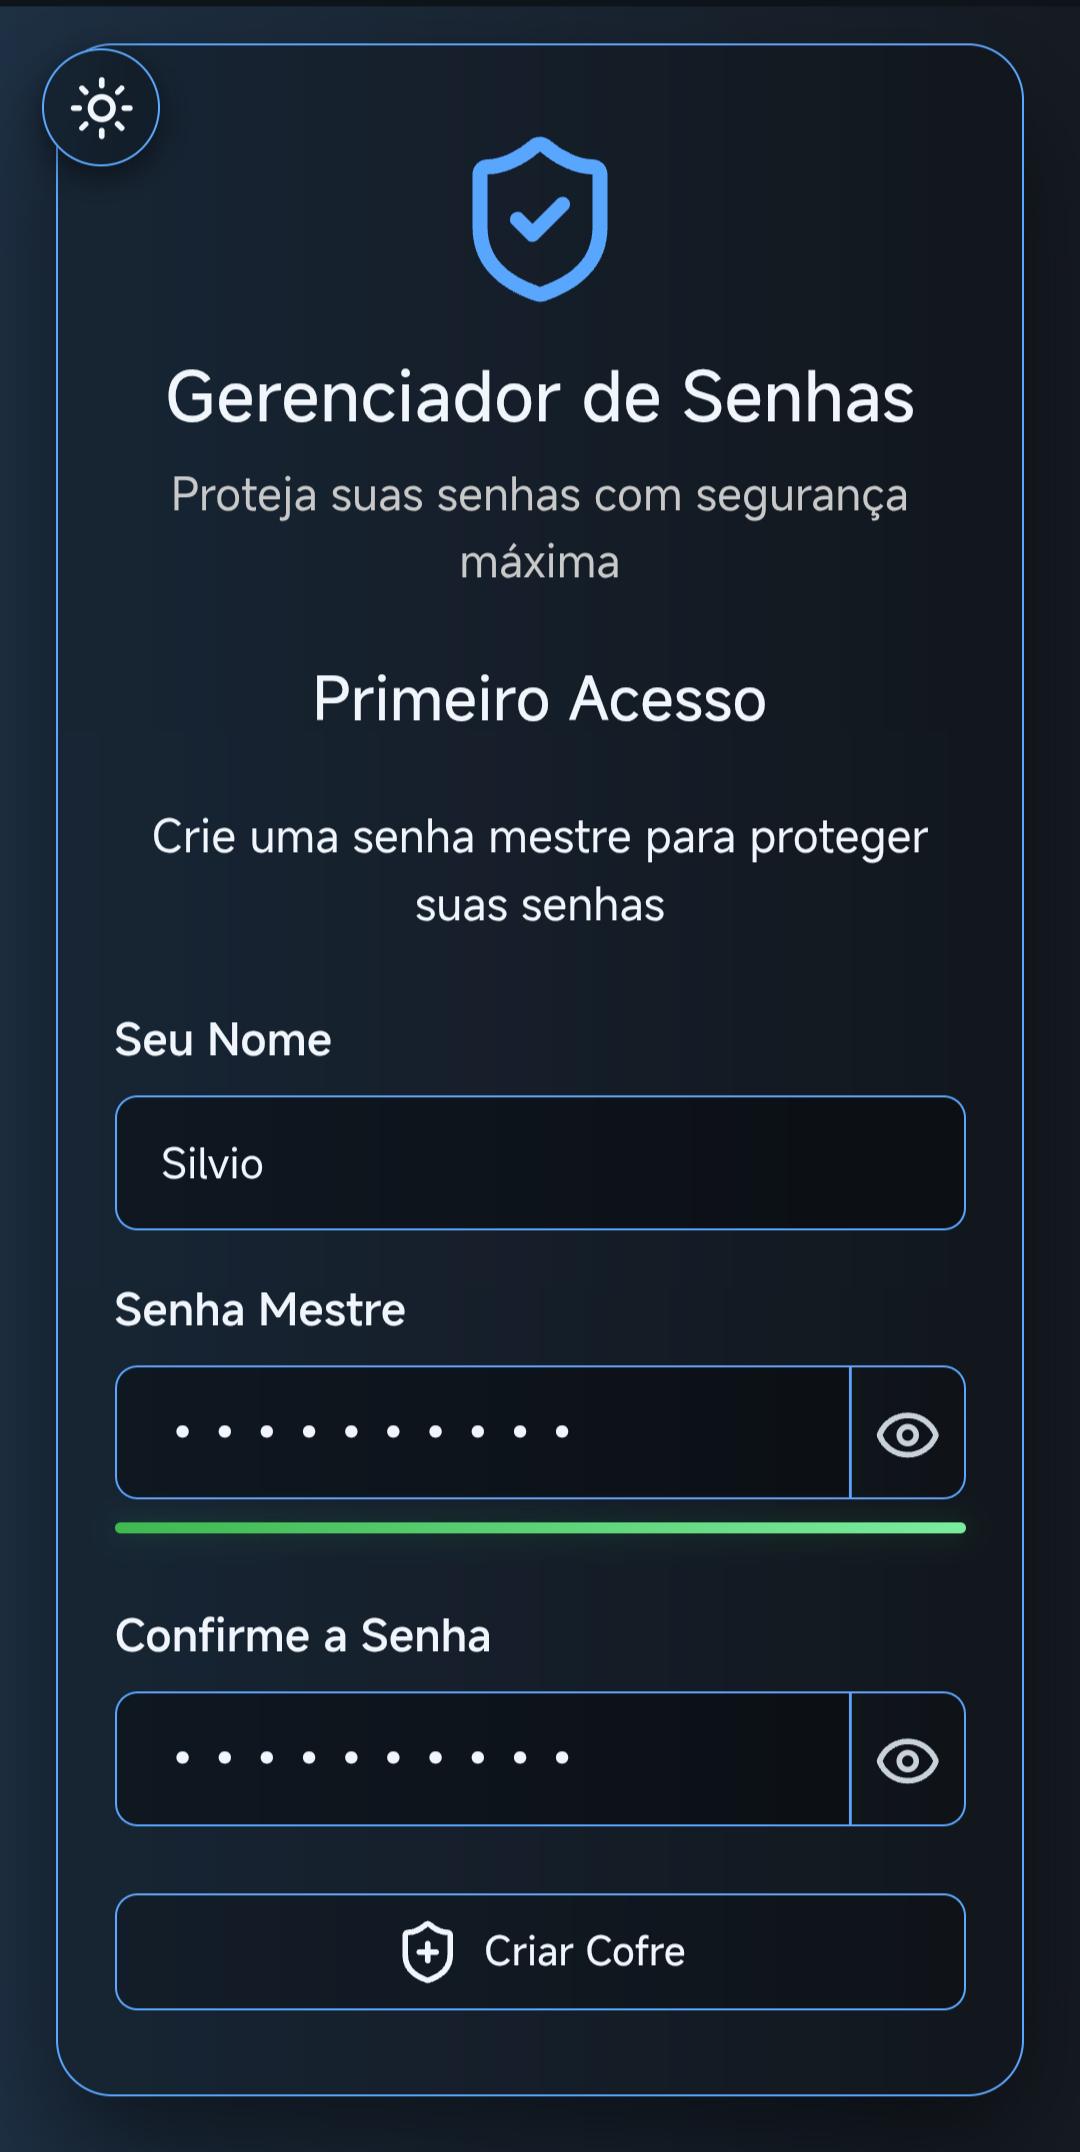 Gerenciador de Senhas
Proteja suas senhas com segurança
máxima
Primeiro Acesso
Crie uma senha mestre para proteger
suas senhas
Seu Nome
Silvio
Senha Mestre
• • • • • • • • • •
Confirme a Senha
• • • • • • • • • •
Criar Cofre